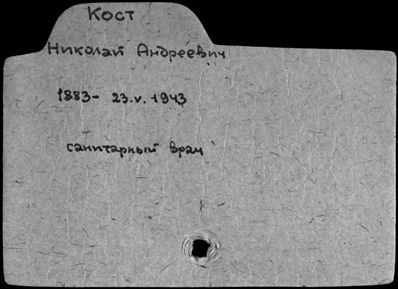 Кост
Николай Андреевич
1883- 23.V.1943
санитарный врач